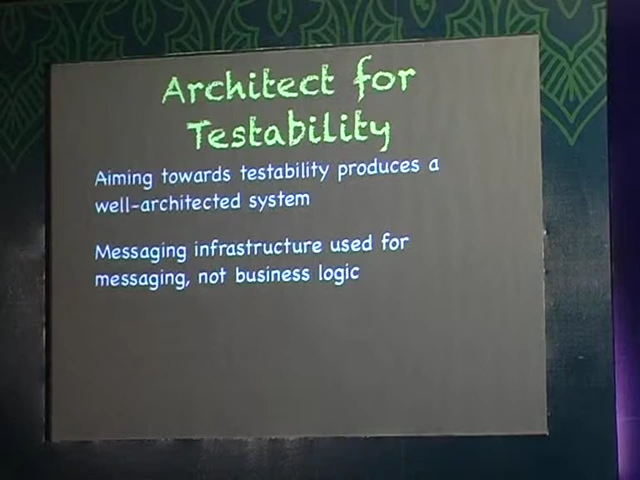 Architect for
Testability
Aiming towards testability produces a
well-architected system
Messaging infrastructure used for
messaging, not business logic